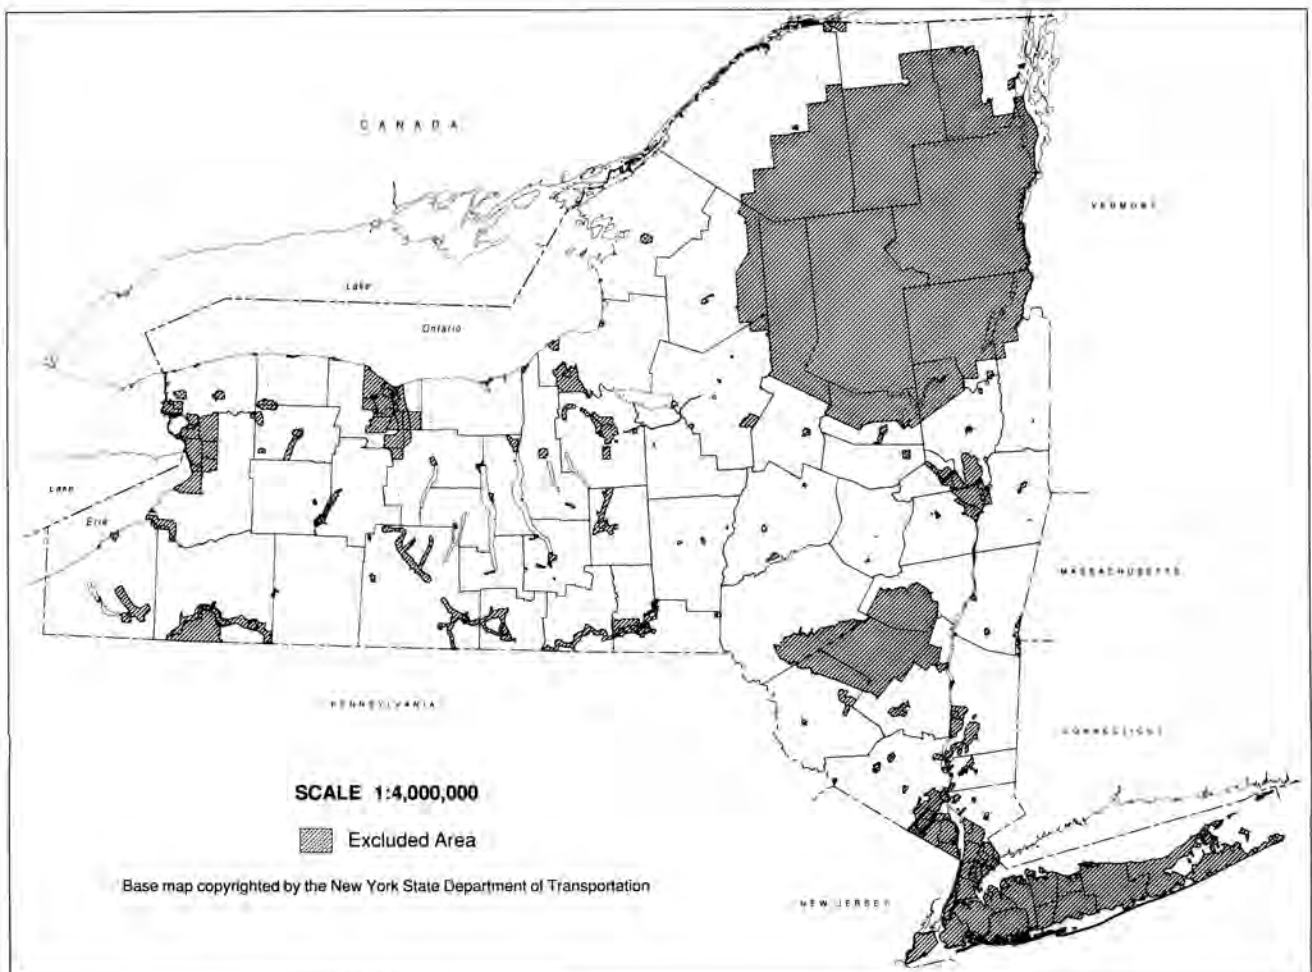 CANADA
VERMONT
Lake
Ontario
Lake
Erie
MASSACHUSETTS
PENNSYLVANIA
CONNECTICUT
SCALE 1:4,000,000
Excluded Area
Base map copyrighted by the New York State Department of Transportation
NEW JERSEY